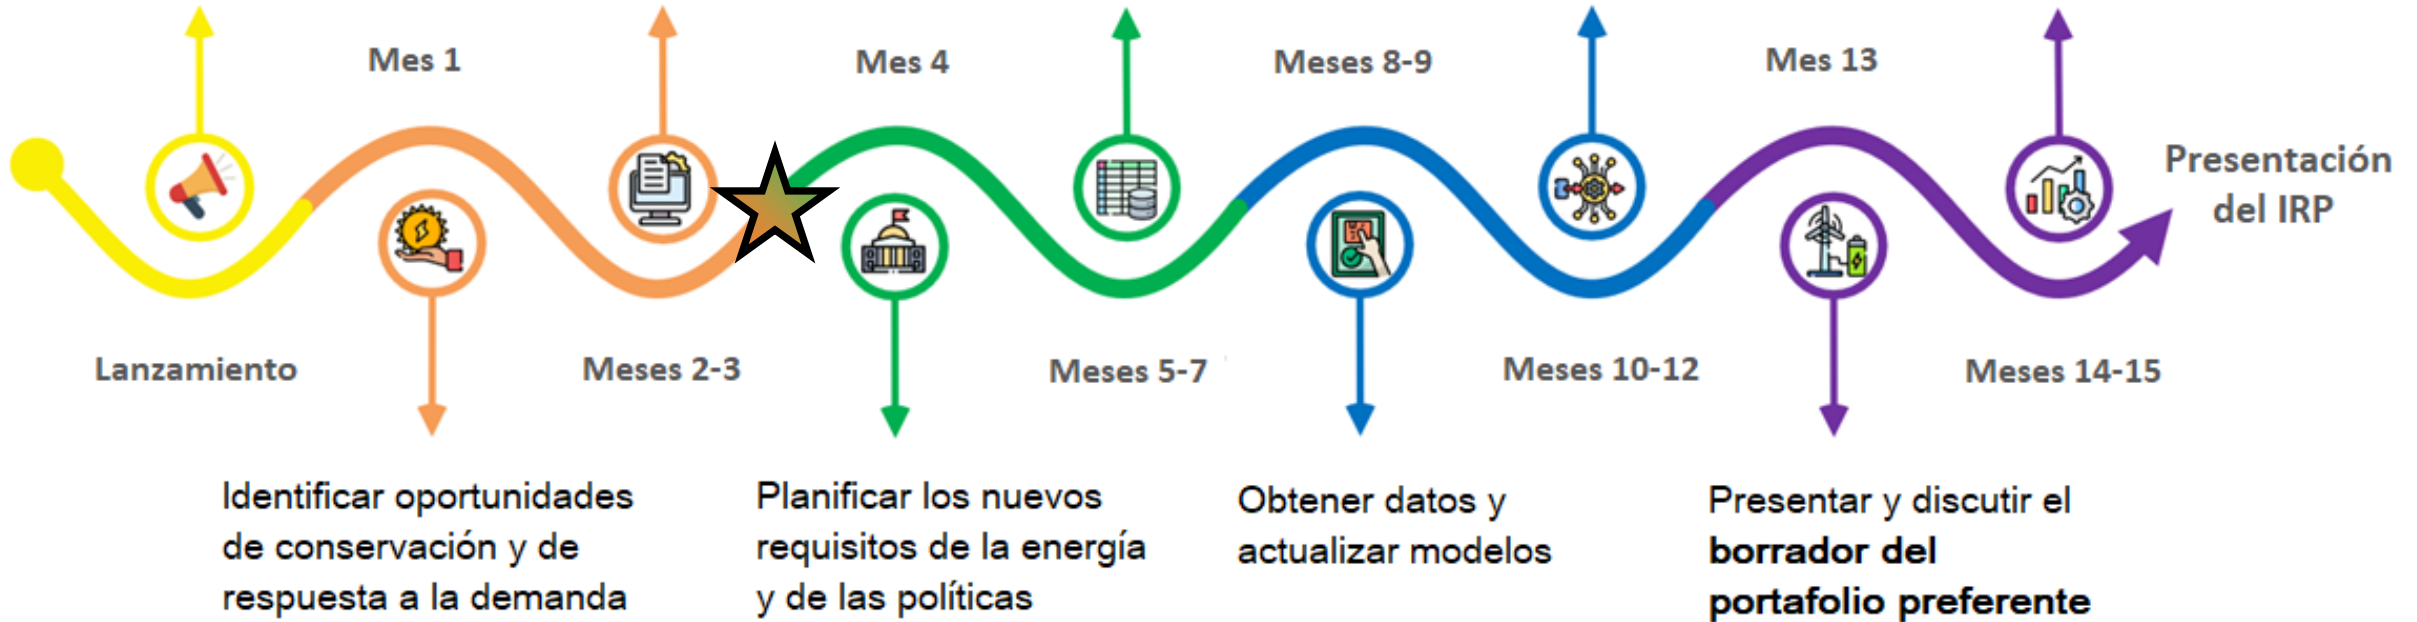 Mes 1
Mes 4
Meses 8-9
Mes 13
Presentación
del IRP
Lanzamiento
Meses 2-3
Meses 5-7
Meses 10-12
Meses 14-15
Identificar oportunidades
de conservación y de
respuesta a la demanda
Planificar los nuevos
requisitos de la energía
y de las políticas
Obtener datos y
actualizar modelos
Presentar y discutir el
borrador del
portafolio preferente